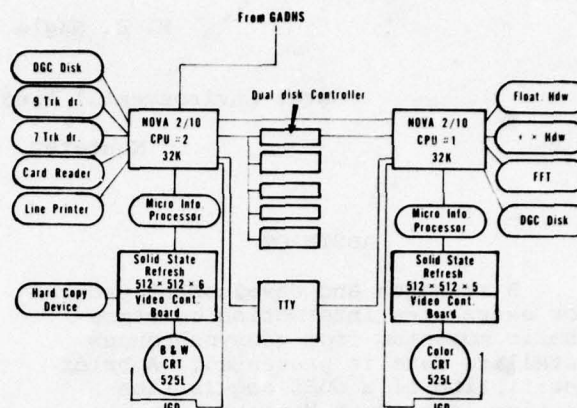 From GADHS
DGC Disk
9 Trk dr.
7 Trk dr.
Card Reader
Line Printer
NOVA 2/10
CPU #2
32K
Dual disk Controller
NOVA 2/10
CPU #1
32K
Float. Hdw
+ × Hdw
FFT
DGC Disk
Micro Info.
Processor
Micro Info.
Processor
Solid State
Refresh
512 × 512 × 6
Video Cont.
Board
Hard Copy
Device
TTY
Solid State
Refresh
512 × 512 × 5
Video Cont.
Board
B & W
CRT
525L
Color
CRT
525L